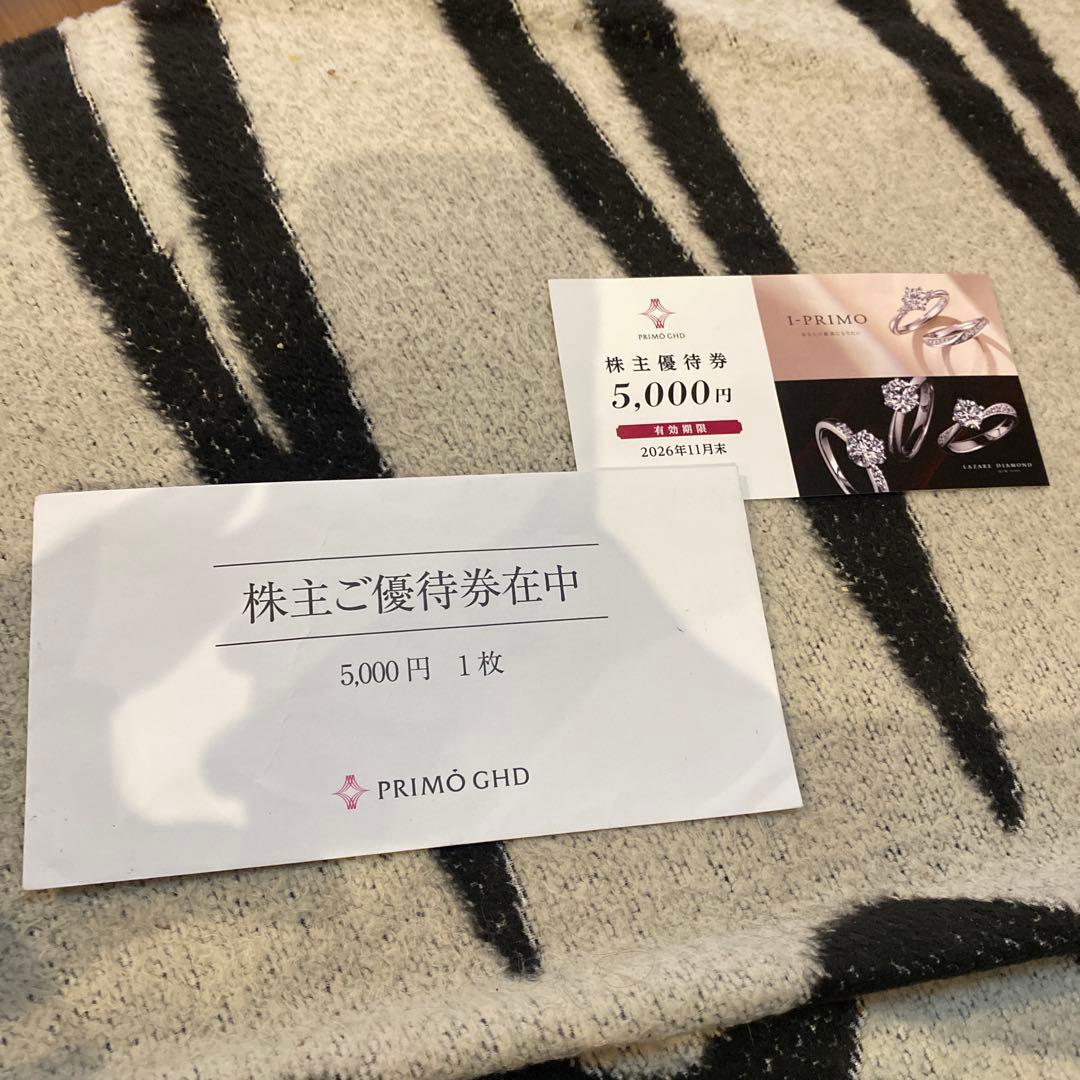 PRIMO GHD
株主優待券
5,000円
有効期限
2026年11月末
I-PRIMO
LAZARE DIAMOND
株主ご優待券在中
5,000円 1枚
PRIMO GHD